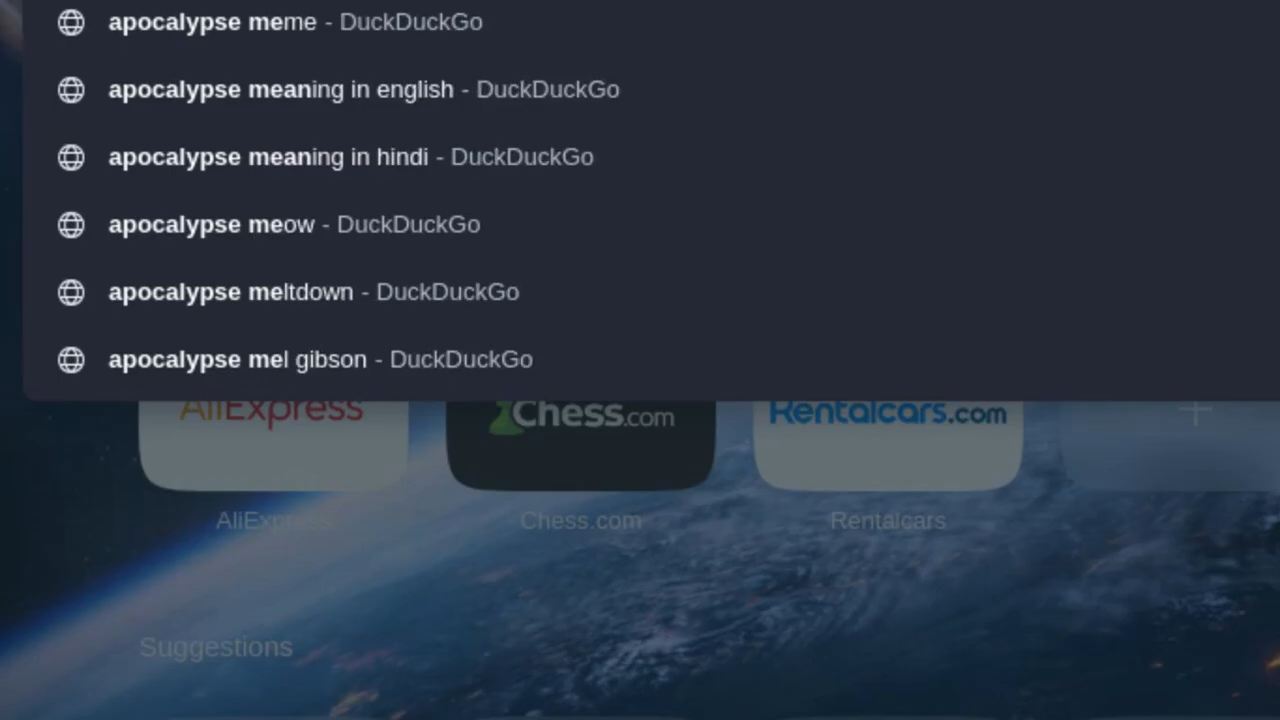 apocalypse meme - DuckDuckGo
apocalypse meaning in english - DuckDuckGo
apocalypse meaning in hindi - DuckDuckGo
apocalypse meow - DuckDuckGo
apocalypse meltdown - DuckDuckGo
apocalypse mel gibson - DuckDuckGo
AliExpress Chess.com Rentalcars.com
AliExpress Chess.com Rentalcars
Suggestions